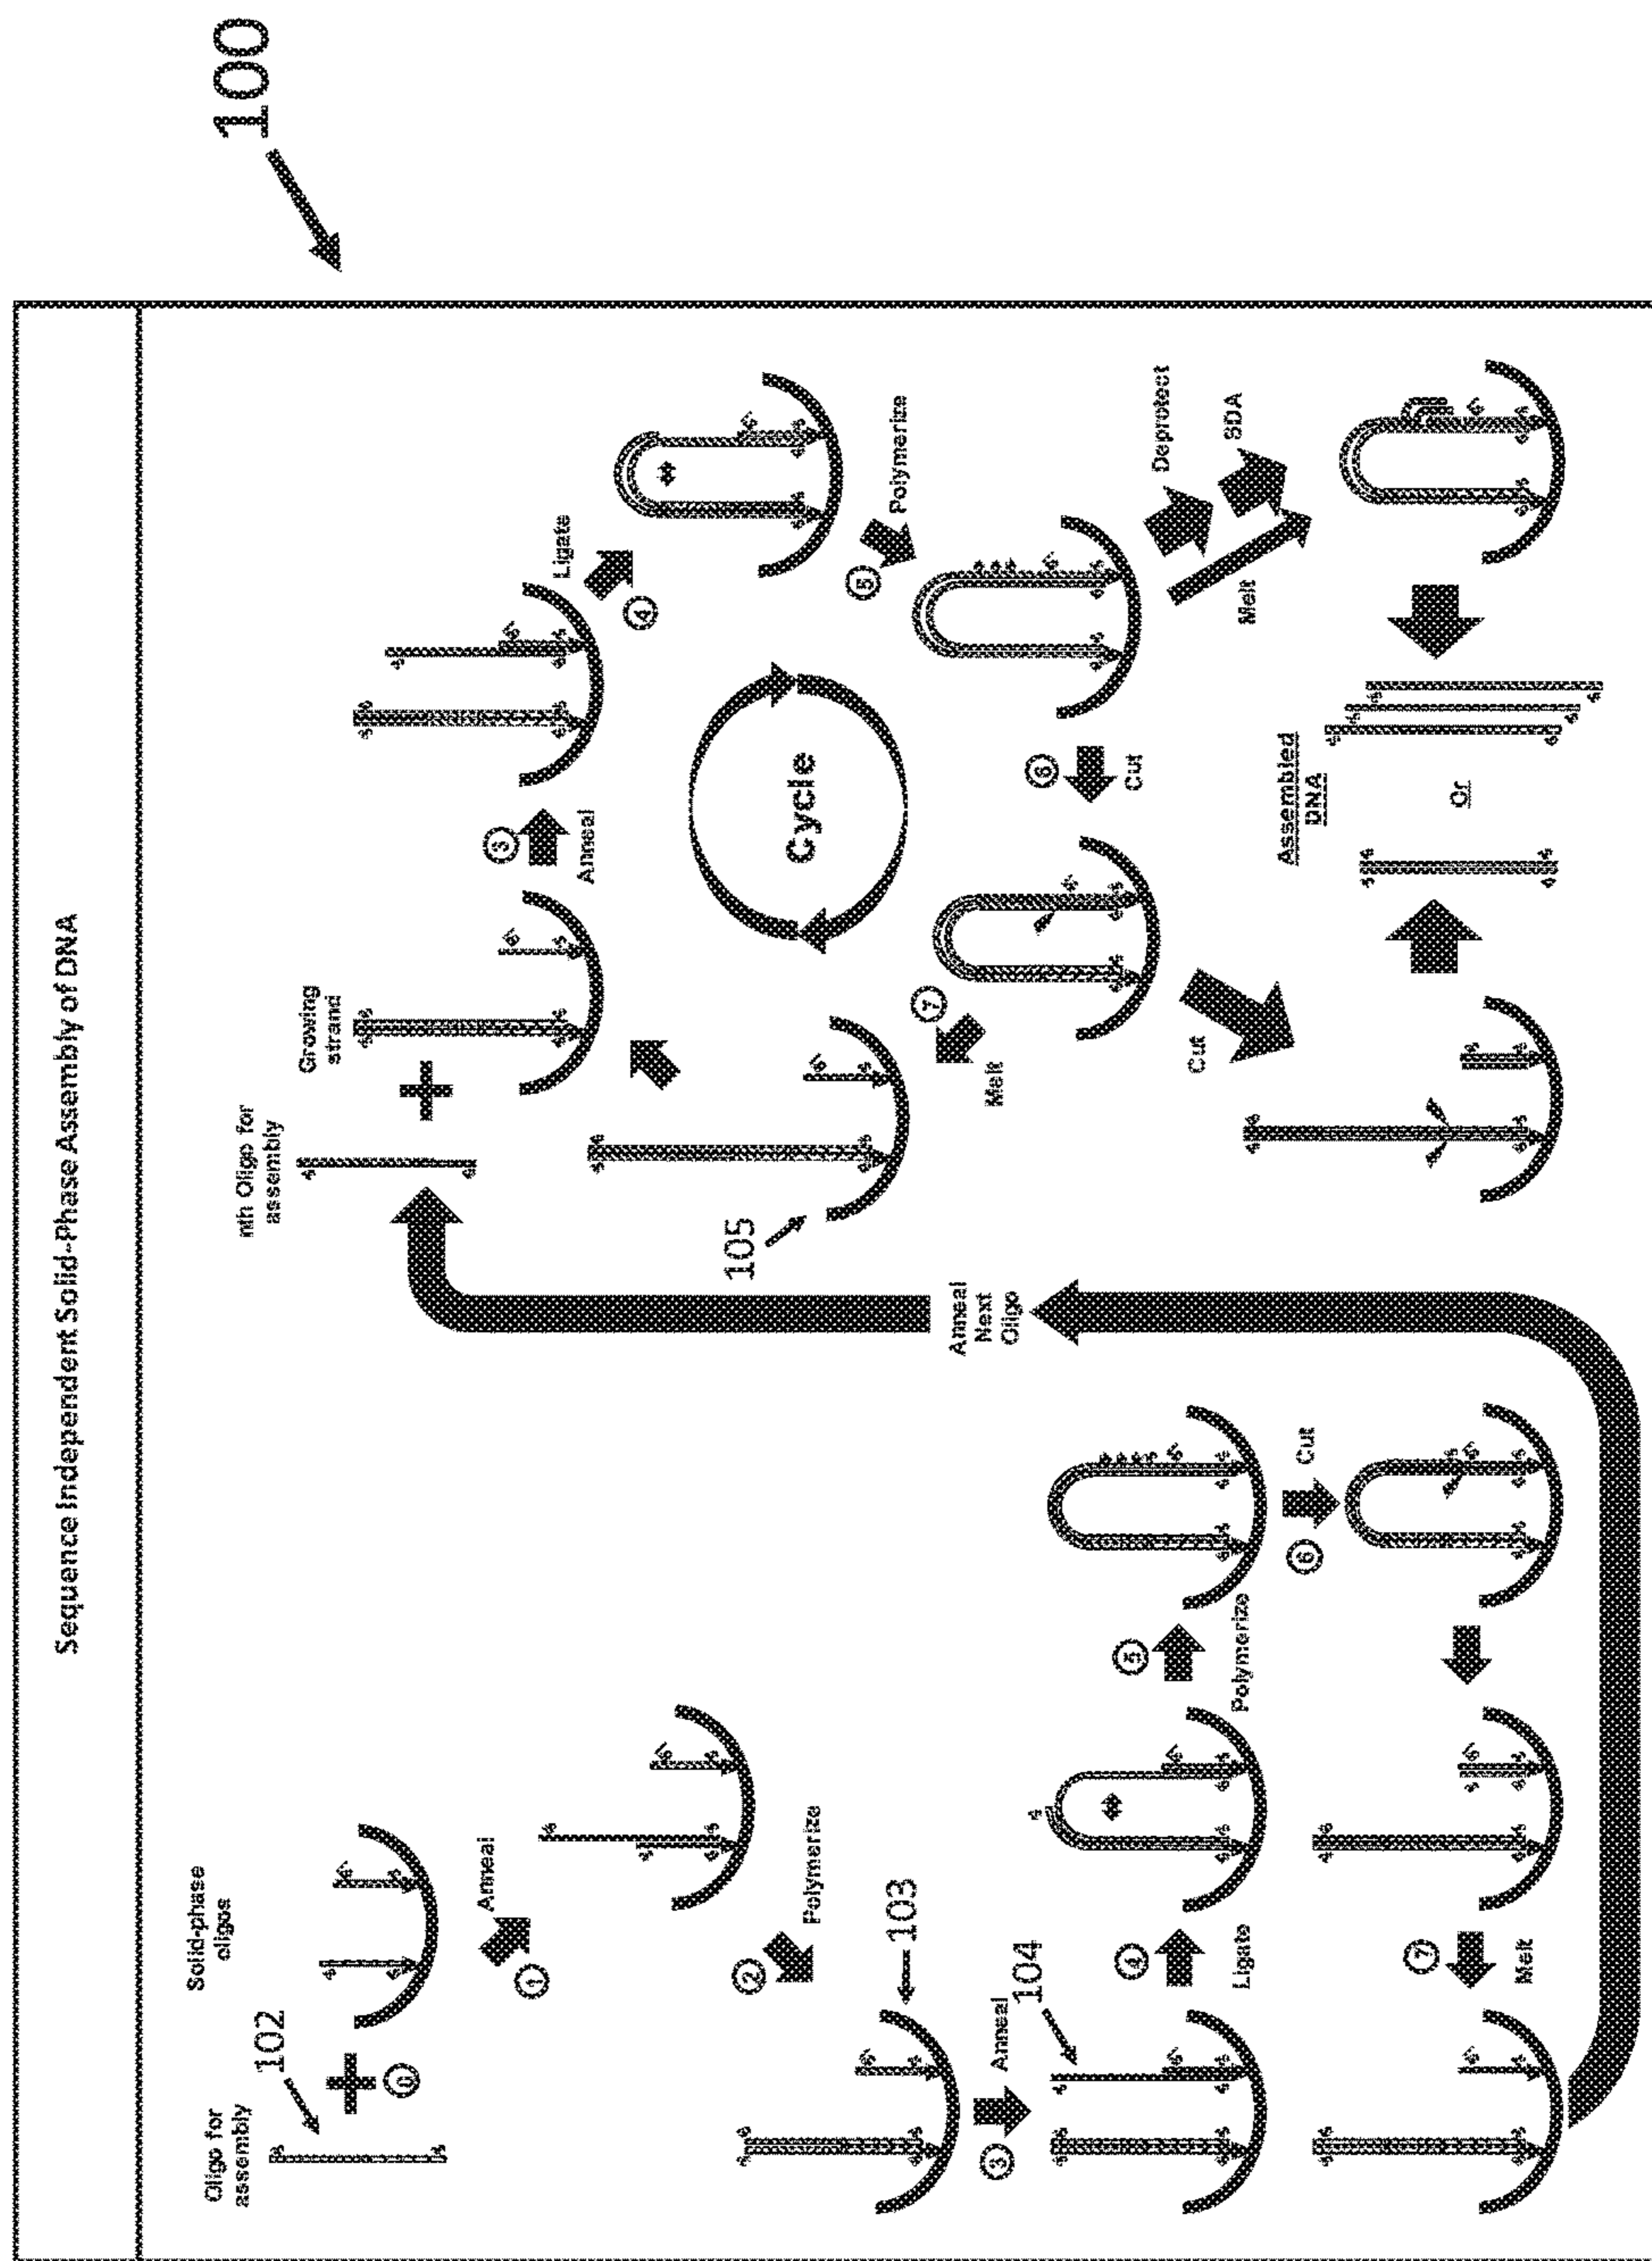 100
Sequence Independent Solid-Phase Assembly of DNA
Oligo for
assembly
102
0
Solid-phase
oligos
1
Anneal
2
Polymerize
103
3
Anneal
104
4
Ligate
5
Polymerize
6
Cut
7
Melt
Anneal
Next
Oligo
nth Oligo for
assembly
Growing
strand
3
Anneal
4
Ligate
5
Polymerize
Cycle
6
Cut
7
Melt
105
Cut
Deprotect
SDA
Melt
Assembled
DNA
Or